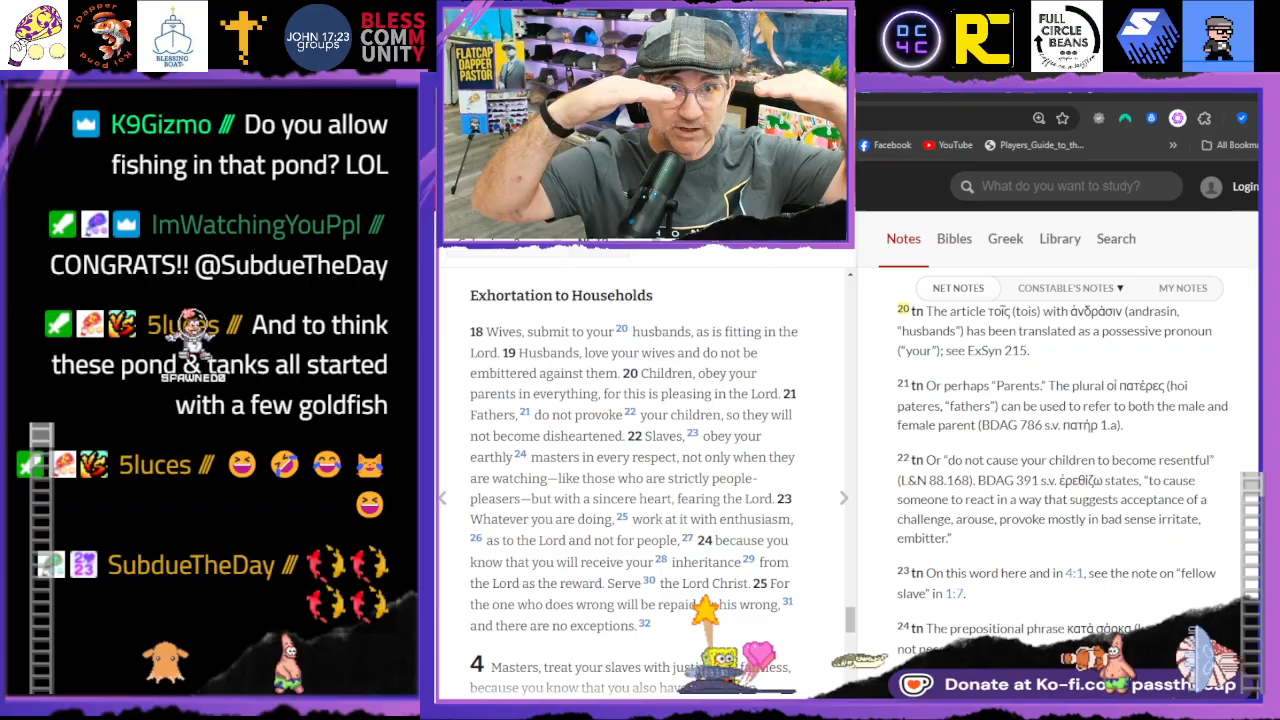 1Dapper
Koi Pond
BLESSING
BOAT
JOHN 17:23
groups
BLESS
COMM
UNITY
OC
4C
RC
FULL
CIRCLE
BEANS
K9Gizmo /// Do you allow
fishing in that pond? LOL
ImWatchingYouPpl ///
CONGRATS!! @SubdueTheDay
5luces /// And to think
these pond & tanks all started
with a few goldfish
SPAWNED0
5luces /// 😆 🤣 😂 😹
😆
SubdueTheDay ///
FLATCAP
DAPPER
PASTOR
Exhortation to Households
18 Wives, submit to your 20 husbands, as is fitting in the
Lord. 19 Husbands, love your wives and do not be
embittered against them. 20 Children, obey your
parents in everything, for this is pleasing in the Lord. 21
Fathers, 21 do not provoke 22 your children, so they will
not become disheartened. 22 Slaves, 23 obey your
earthly 24 masters in every respect, not only when they
are watching—like those who are strictly people-
pleasers—but with a sincere heart, fearing the Lord. 23
Whatever you are doing, 25 work at it with enthusiasm,
26 as to the Lord and not for people, 27 24 because you
know that you will receive your 28 inheritance 29 from
the Lord as the reward. Serve 30 the Lord Christ. 25 For
the one who does wrong will be repaid his wrong, 31
and there are no exceptions. 32
4 Masters, treat your slaves with
because you know that you also
Facebook YouTube Players_Guide_to_th... » All Bookma
What do you want to study? Login
Notes Bibles Greek Library Search
NET NOTES CONSTABLE'S NOTES ▼ MY NOTES
20 tn The article τοῖς (tois) with ἀνδράσιν (andrasin,
“husbands”) has been translated as a possessive pronoun
(“your”); see ExSyn 215.
21 tn Or perhaps “Parents.” The plural οἱ πατέρες (hoi
pateres, “fathers”) can be used to refer to both the male and
female parent (BDAG 786 s.v. πατήρ 1.a).
22 tn Or “do not cause your children to become resentful”
(L&N 88.168). BDAG 391 s.v. ἐρεθίζω states, “to cause
someone to react in a way that suggests acceptance of a
challenge, arouse, provoke mostly in bad sense irritate,
embitter.”
23 tn On this word here and in 4:1, see the note on “fellow
slave” in 1:7.
24 tn The prepositional phrase κατὰ σάρκα
Donate at Ko-fi.co